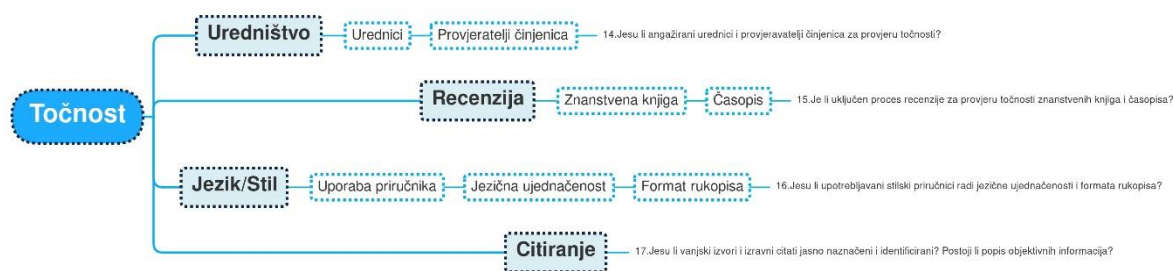 Točnost
Uredništvo
Urednici
Provjeratelji činjenica
14.Jesu li angažirani urednici i provjeravatelji činjenica za provjeru točnosti?
Recenzija
Znanstvena knjiga
Časopis
15.Je li uključen proces recenzije za provjeru točnosti znanstvenih knjiga i časopisa?
Jezik/Stil
Uporaba priručnika
Jezična ujednačenost
Format rukopisa
16.Jesu li upotrebljavani stilski priručnici radi jezične ujednačenosti i formata rukopisa?
Citiranje
17.Jesu li vanjski izvori i izravni citati jasno naznačeni i identificirani? Postoji li popis objektivnih informacija?